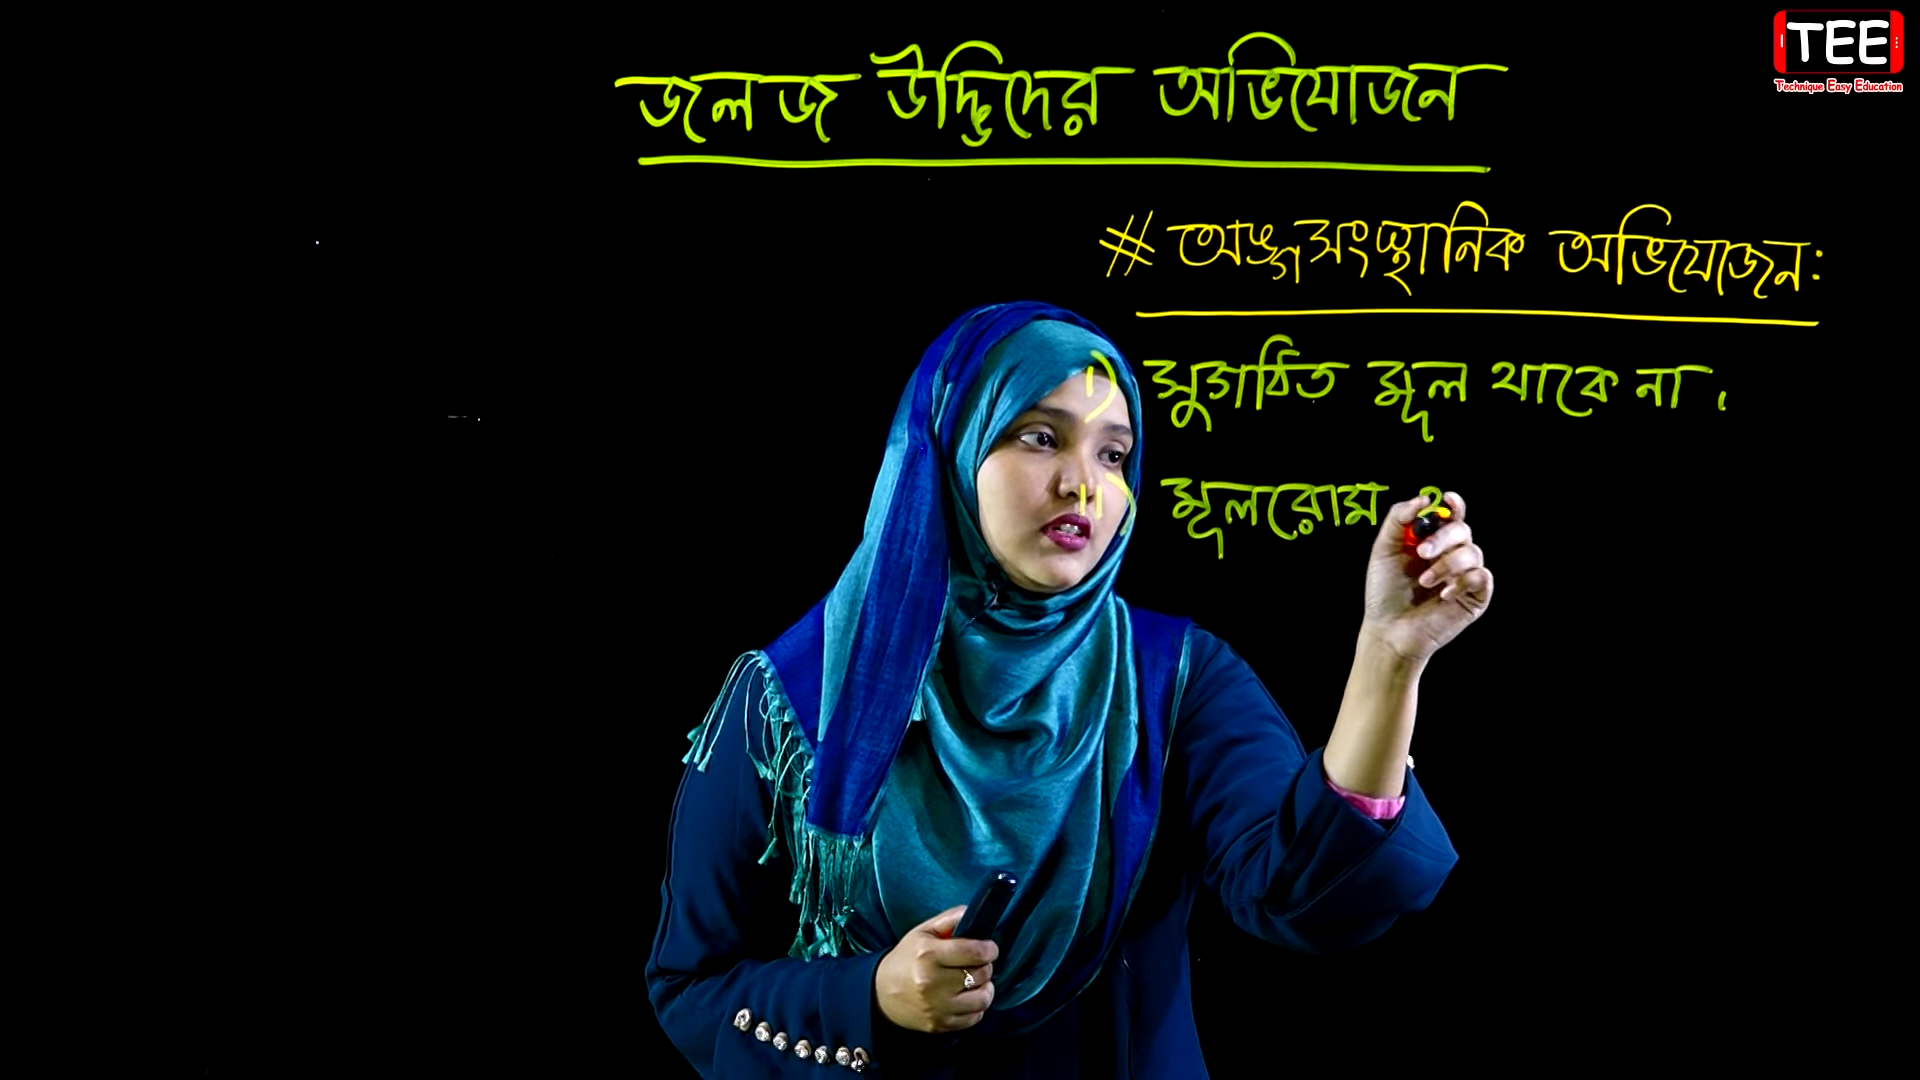 TEE
Technique Easy Education
জলজ উদ্ভিদের অভিযোজন
# অঙ্গসংস্থানিক অভিযোজন:
i) সুগঠিত মূল থাকে না।
ii) মূলরোম